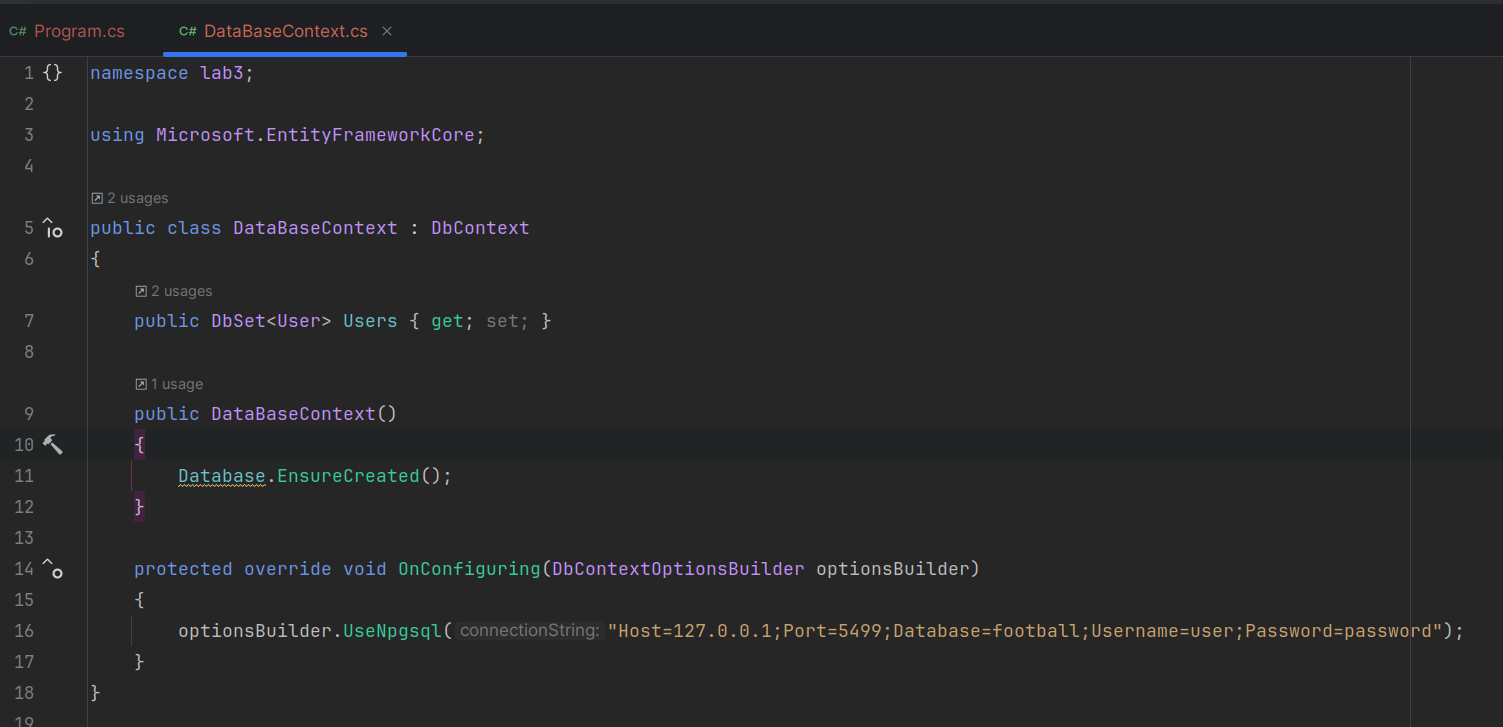 C# Program.cs C# DataBaseContext.cs
1 namespace lab3;
2
3 using Microsoft.EntityFrameworkCore;
4
2 usages
5 public class DataBaseContext : DbContext
6 {
2 usages
7 public DbSet<User> Users { get; set; }
8
1 usage
9 public DataBaseContext()
10 {
11 Database.EnsureCreated();
12 }
13
14 protected override void OnConfiguring(DbContextOptionsBuilder optionsBuilder)
15 {
16 optionsBuilder.UseNpgsql( connectionString: "Host=127.0.0.1;Port=5499;Database=football;Username=user;Password=password");
17 }
18 }
19